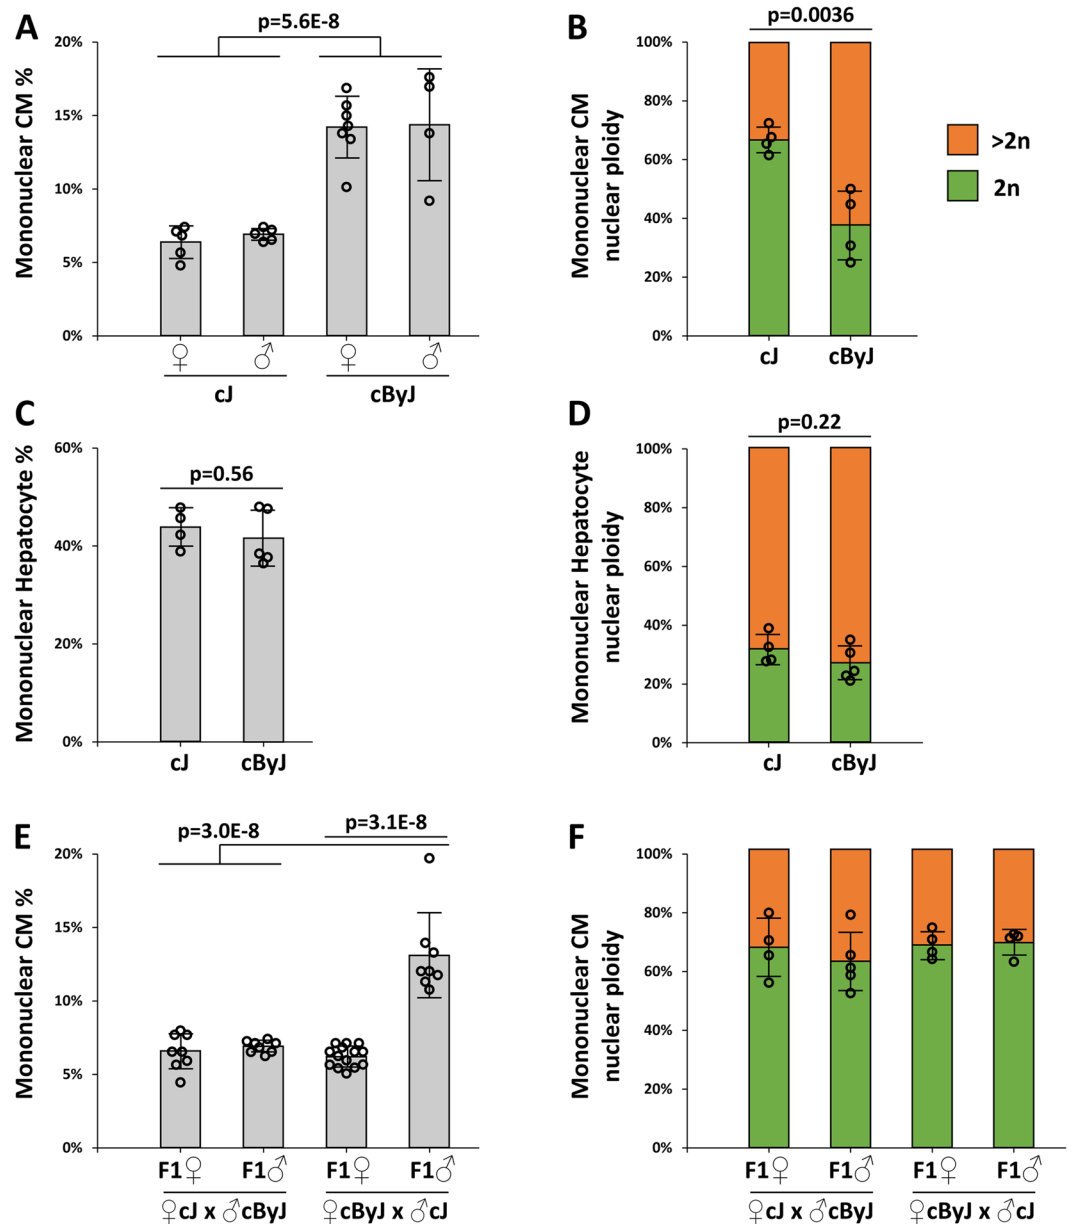 A
p=5.6E-8
Mononuclear CM %
20%
15%
10%
5%
0%
♀ ♂ ♀ ♂
cJ cByJ
B
p=0.0036
Mononuclear CM
nuclear ploidy
100%
80%
60%
40%
20%
0%
cJ cByJ
>2n
2n
C
p=0.56
Mononuclear Hepatocyte %
60%
40%
20%
0%
cJ cByJ
D
p=0.22
Mononuclear Hepatocyte
nuclear ploidy
100%
80%
60%
40%
20%
0%
cJ cByJ
E
p=3.0E-8 p=3.1E-8
Mononuclear CM %
20%
15%
10%
5%
0%
F1♀ F1♂ F1♀ F1♂
♀cJ x ♂cByJ ♀cByJ x ♂cJ
F
Mononuclear CM
nuclear ploidy
100%
80%
60%
40%
20%
0%
F1♀ F1♂ F1♀ F1♂
♀cJ x ♂cByJ ♀cByJ x ♂cJ